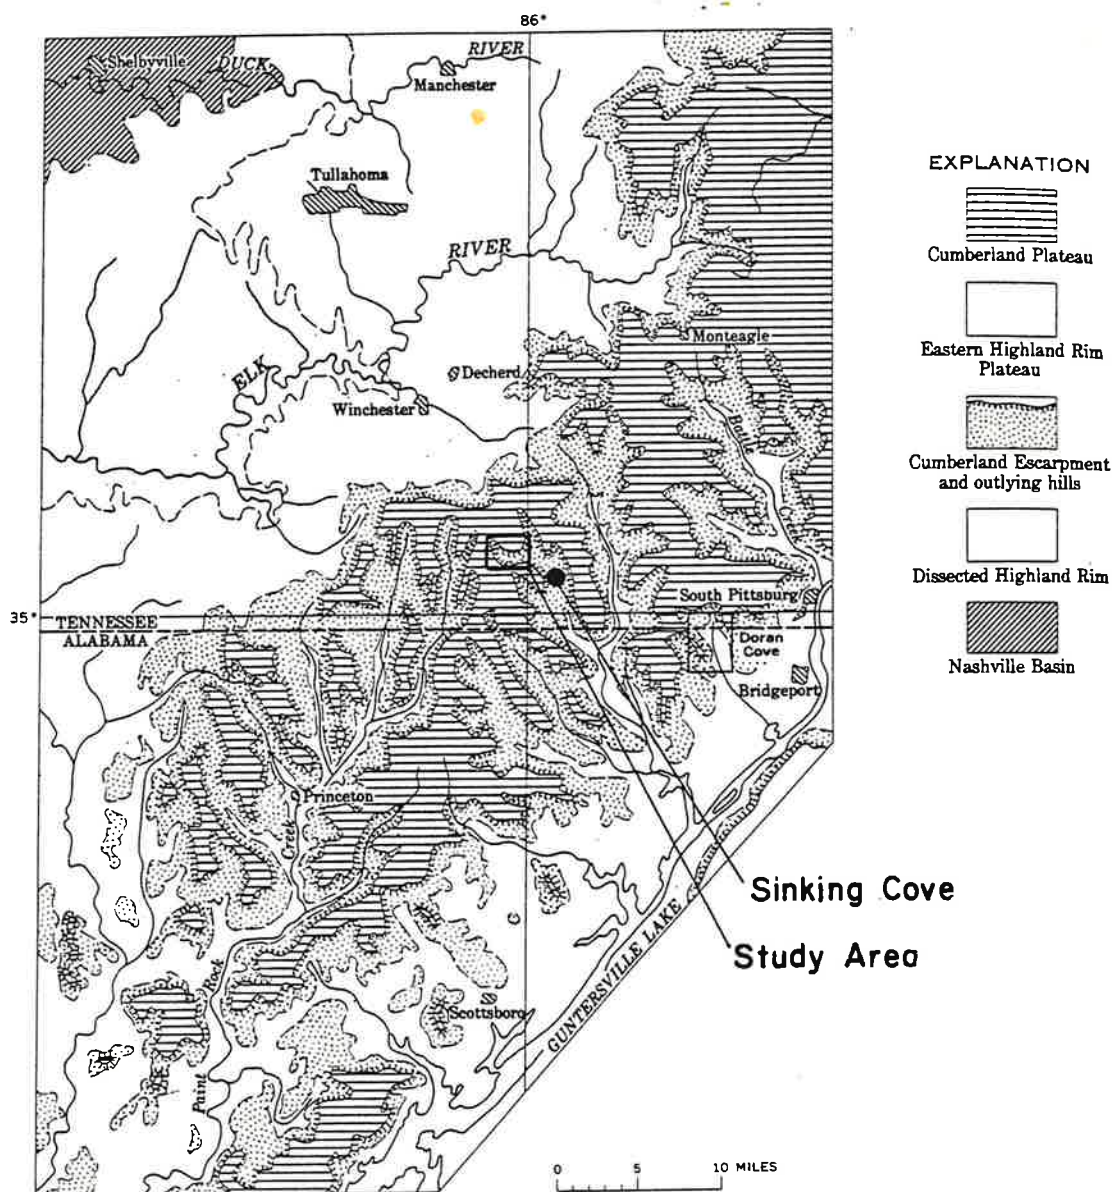 86°
Shelbyville
DUCK
RIVER
Manchester
Tullahoma
RIVER
ELK
Decherd
Winchester
Monteagle
Battle
35°
TENNESSEE
ALABAMA
South Pittsburg
Doran
Cove
Bridgeport
Princeton
Creek
Rock
Paint
Scottsboro
GUNTERSVILLE LAKE
Sinking Cove
Study Area
0 5 10 MILES
EXPLANATION
Cumberland Plateau
Eastern Highland Rim
Plateau
Cumberland Escarpment
and outlying hills
Dissected Highland Rim
Nashville Basin